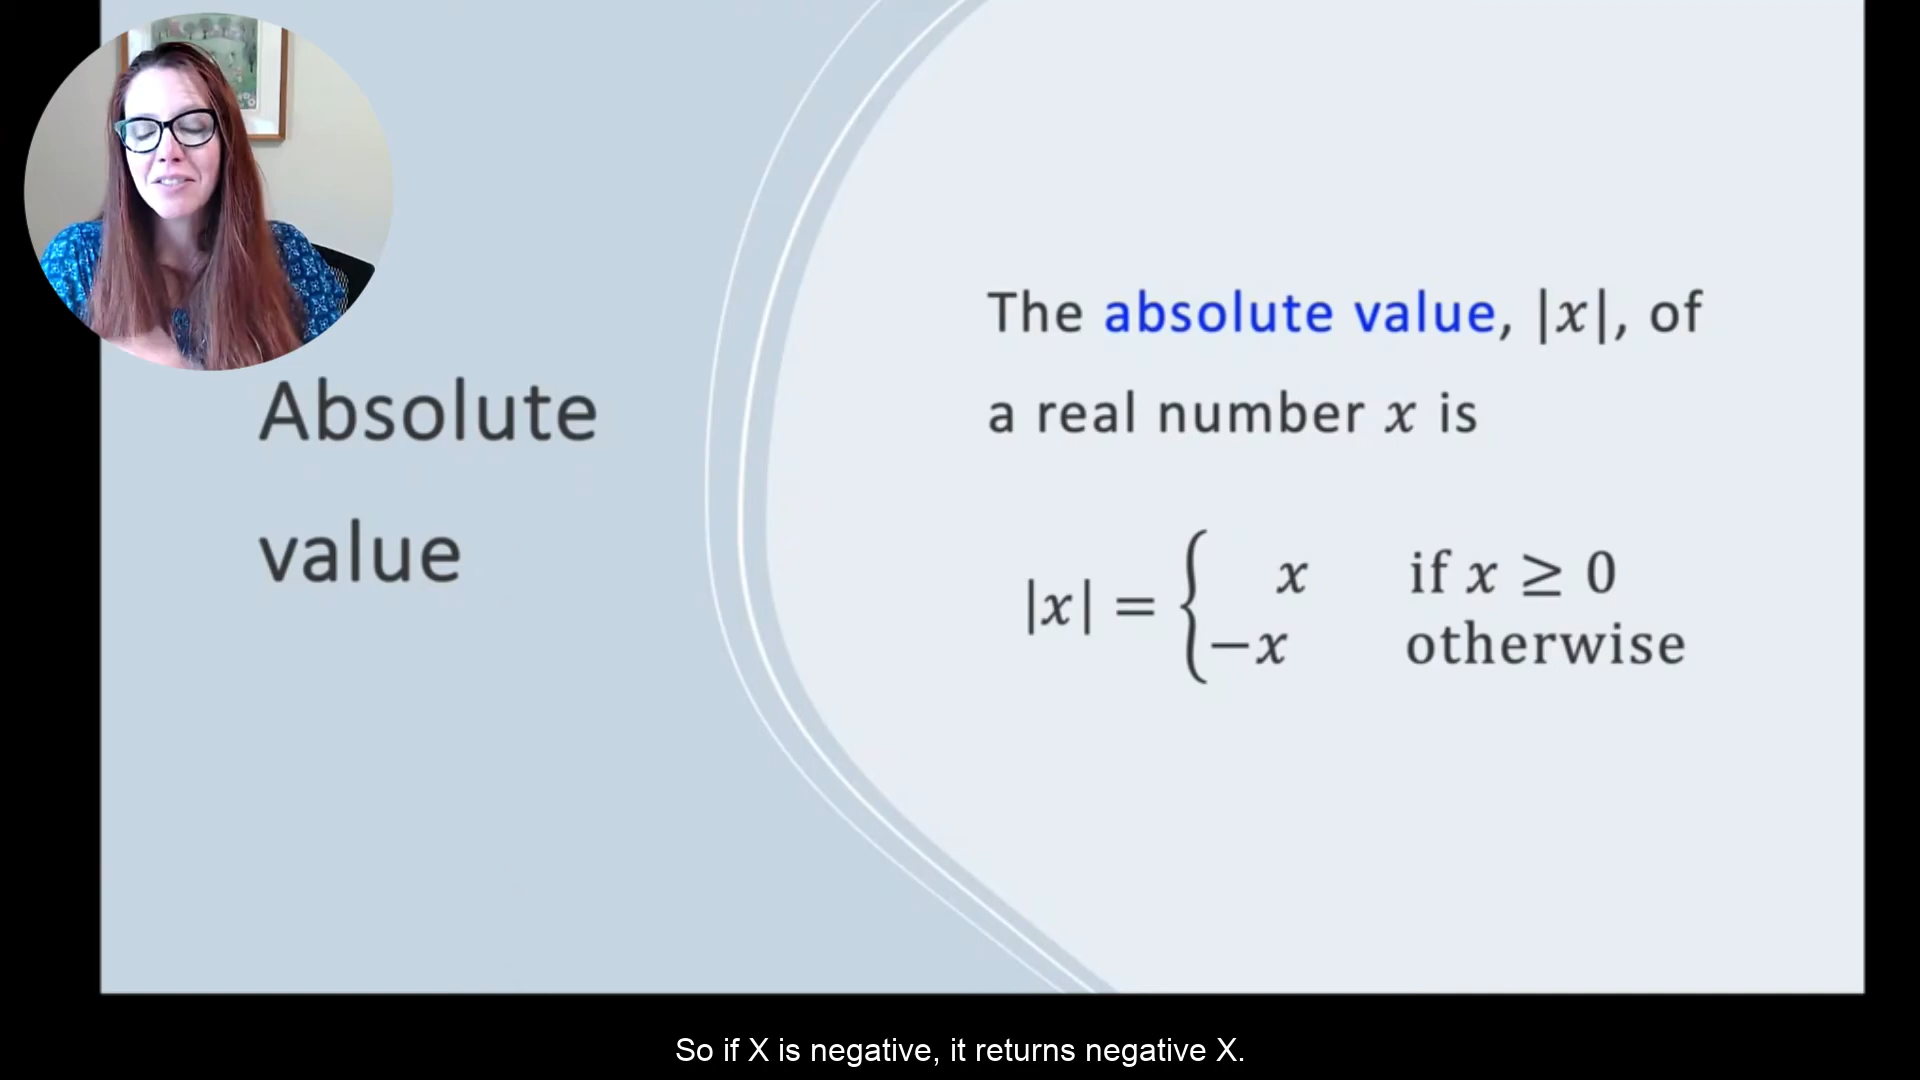 Absolute
value
The absolute value, |x|, of
a real number x is
|x| = { x if x ≥ 0
−x otherwise
So if X is negative, it returns negative X.